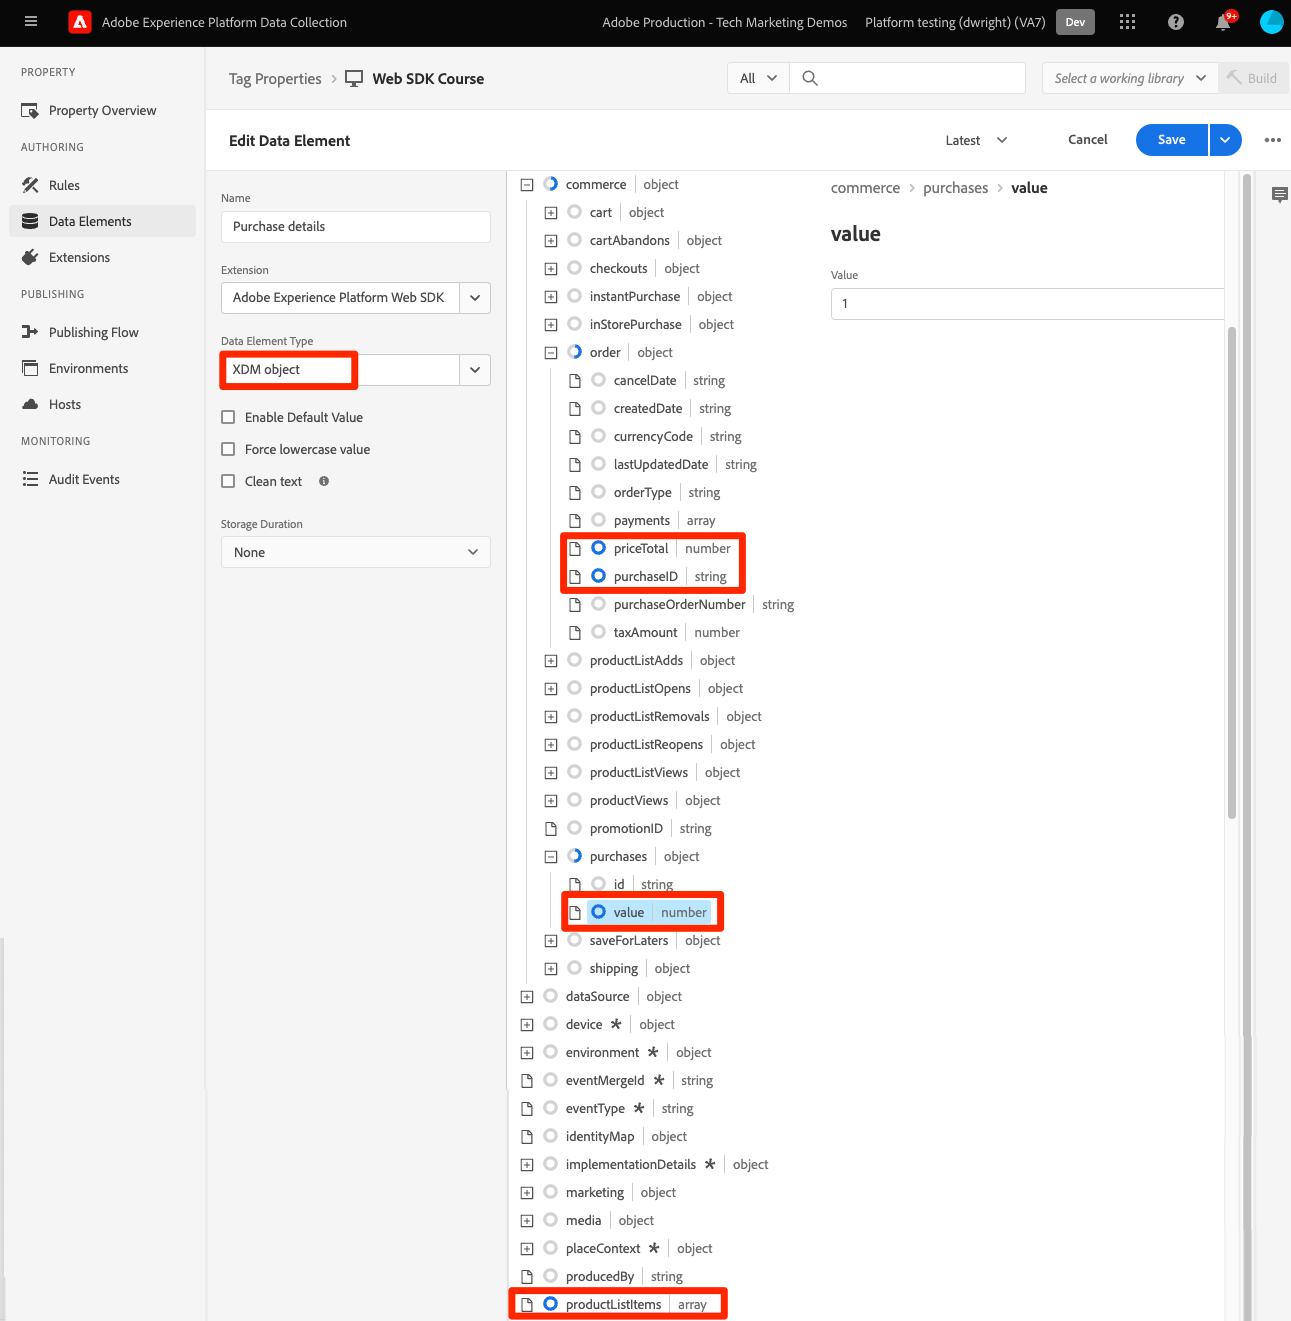 Adobe Experience Platform Data Collection
Adobe Production - Tech Marketing Demos
Platform testing (dwright) (VA7)
Dev
9+
PROPERTY
Property Overview
AUTHORING
Rules
Data Elements
Extensions
PUBLISHING
Publishing Flow
Environments
Hosts
MONITORING
Audit Events
Tag Properties > Web SDK Course
All
Select a working library
Build
Edit Data Element
Latest
Cancel
Save
Name
Purchase details
Extension
Adobe Experience Platform Web SDK
Data Element Type
XDM object
Enable Default Value
Force lowercase value
Clean text
Storage Duration
None
commerce object
cart object
cartAbandons object
checkouts object
instantPurchase object
inStorePurchase object
order object
cancelDate string
createdDate string
currencyCode string
lastUpdatedDate string
orderType string
payments array
priceTotal number
purchaseID string
purchaseOrderNumber string
taxAmount number
productListAdds object
productListOpens object
productListRemovals object
productListReopens object
productListViews object
productViews object
promotionID string
purchases object
id string
value number
saveForLaters object
shipping object
dataSource object
device * object
environment * object
eventMergeId * string
eventType * string
identityMap object
implementationDetails * object
marketing object
media object
placeContext * object
producedBy string
productListItems array
commerce > purchases > value
value
Value
1